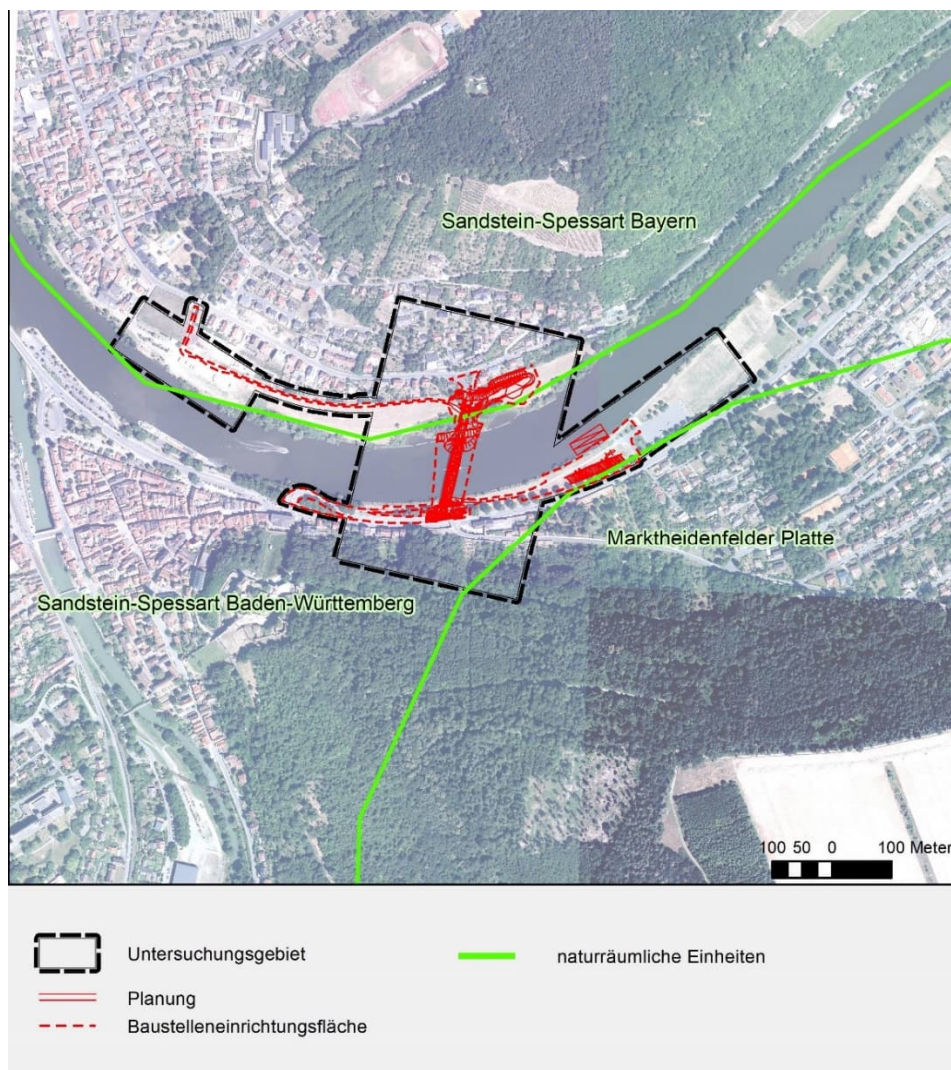 Sandstein-Spessart Bayern
Marktheidenfelder Platte
Sandstein-Spessart Baden-Württemberg
100 50 0 100 Meter
Untersuchungsgebiet
naturräumliche Einheiten
Planung
Baustelleneinrichtungsfläche